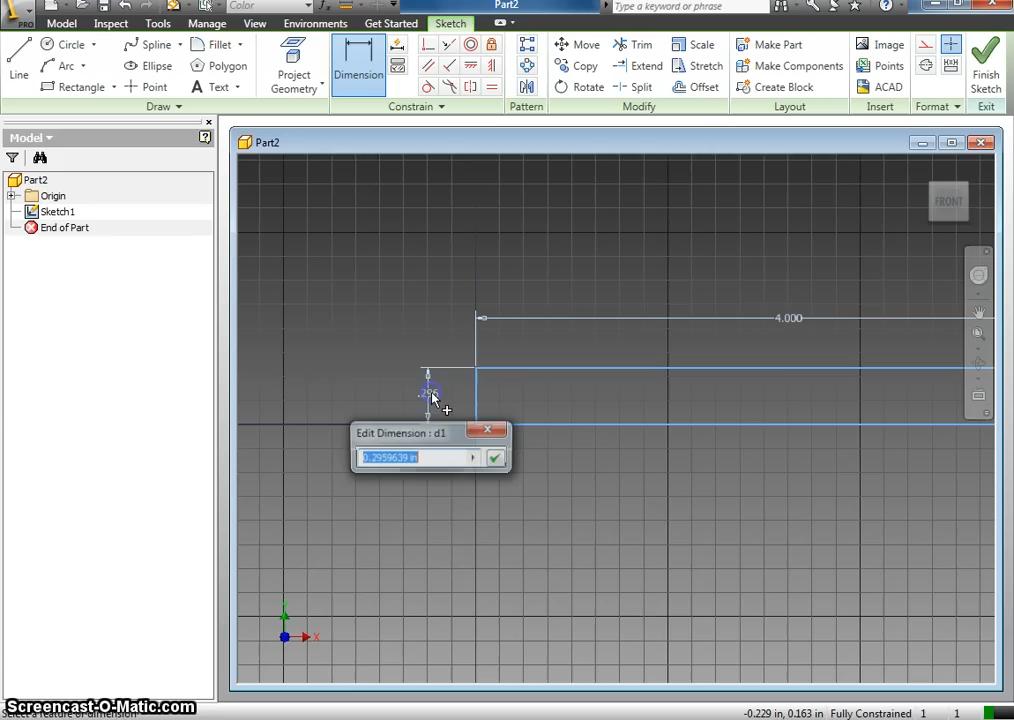 Color
Part2
Type a keyword or phrase
PRO
Model Inspect Tools Manage View Environments Get Started Sketch
Line
Circle
Arc
Rectangle
Spline
Ellipse
Point
Fillet
Polygon
Text
Project
Geometry
Dimension
Move
Copy
Rotate
Trim
Extend
Split
Scale
Stretch
Offset
Make Part
Make Components
Create Block
Image
Points
ACAD
Finish
Sketch
Draw
Constrain
Pattern
Modify
Layout
Insert
Format
Exit
Model
Part2
Origin
Sketch1
End of Part
Part2
FRONT
4.000
Edit Dimension : d1
0.2959639 in
X
Screencast-O-Matic.com
-0.229 in, 0.163 in Fully Constrained 1 1